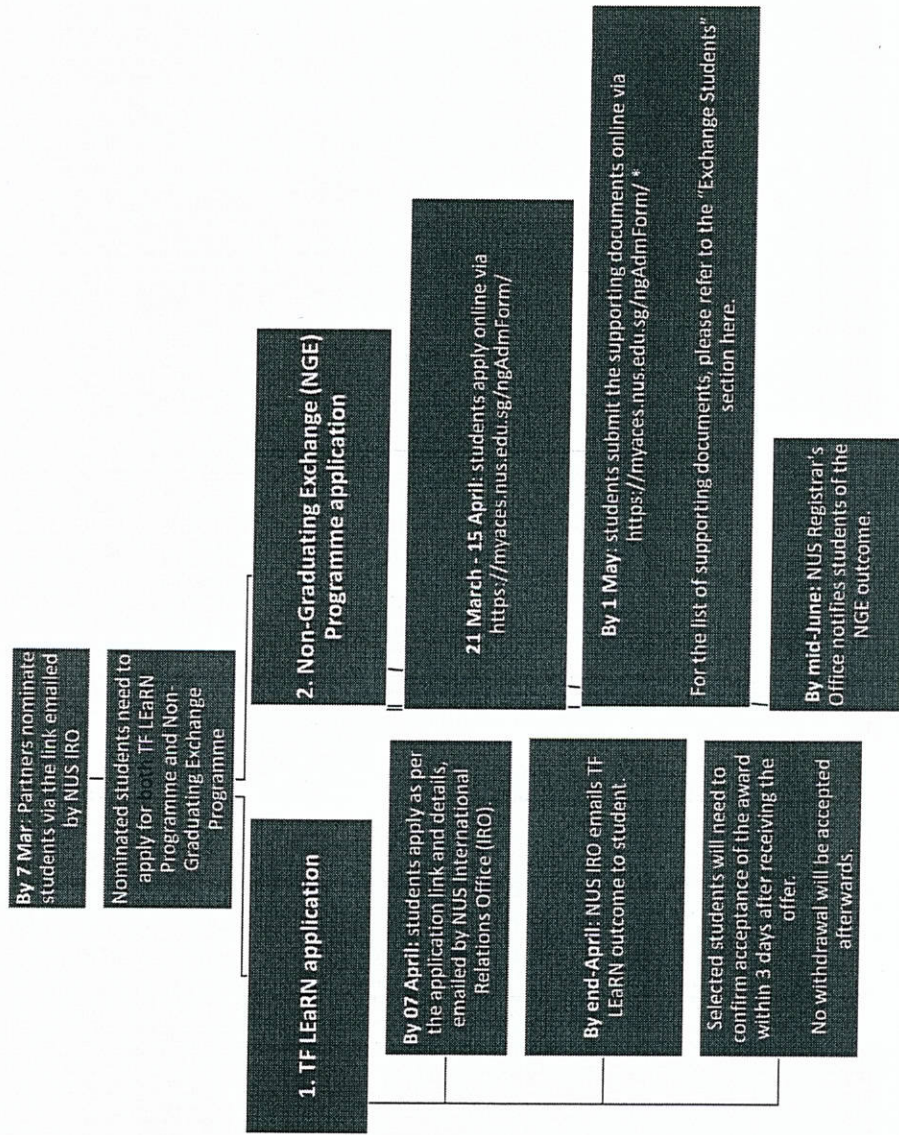 By 7 Mar: Partners nominate
students via the link emailed
by NUS IRO
Nominated students need to
apply for both TF LEaRN
Programme and Non-
Graduating Exchange
Programme
1. TF LEaRN application
By 07 April: students apply as per
the application link and details,
emailed by NUS International
Relations Office (IRO).
By end-April: NUS IRO emails TF
LEaRN outcome to student.
Selected students will need to
confirm acceptance of the award
within 3 days after receiving the
offer.
No withdrawal will be accepted
afterwards.
2. Non-Graduating Exchange (NGE)
Programme application
21 March - 15 April: students apply online via
https://myaces.nus.edu.sg/ngAdmForm/
By 1 May: students submit the supporting documents online via
https://myaces.nus.edu.sg/ngAdmForm/ *
For the list of supporting documents, please refer to the "Exchange Students"
section here.
By mid-June: NUS Registrar's
Office notifies students of the
NGE outcome.